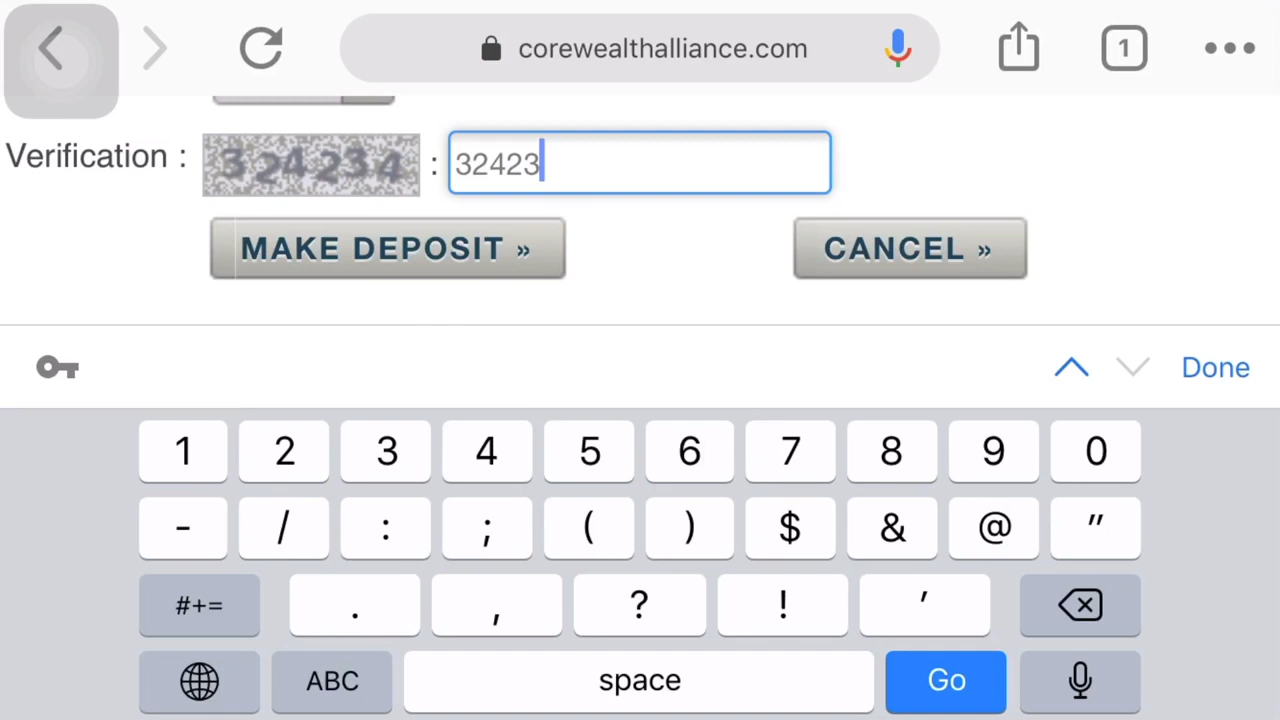 corewealthalliance.com 1
Verification : 324234 : 32423
MAKE DEPOSIT » CANCEL »
Done
1 2 3 4 5 6 7 8 9 0
- / : ; ( ) $ & @ "
#+= . , ? ! '
ABC space Go